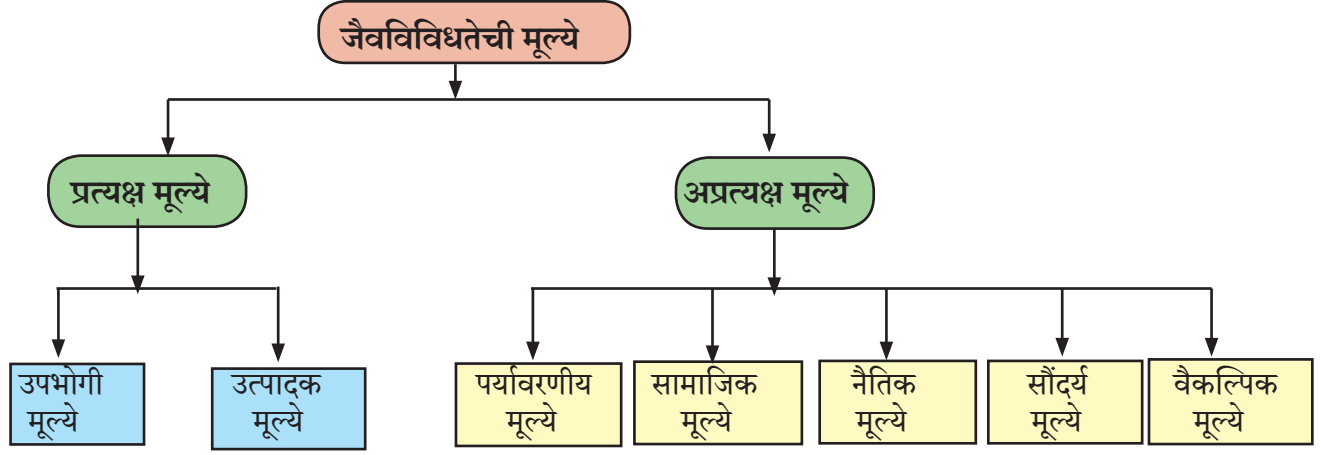 जैवविविधतेची मूल्ये
प्रत्यक्ष मूल्ये
अप्रत्यक्ष मूल्ये
उपभोगी
मूल्ये
उत्पादक
मूल्ये
पर्यावरणीय
मूल्ये
सामाजिक
मूल्ये
नैतिक
मूल्ये
सौंदर्य
मूल्ये
वैकल्पिक
मूल्ये